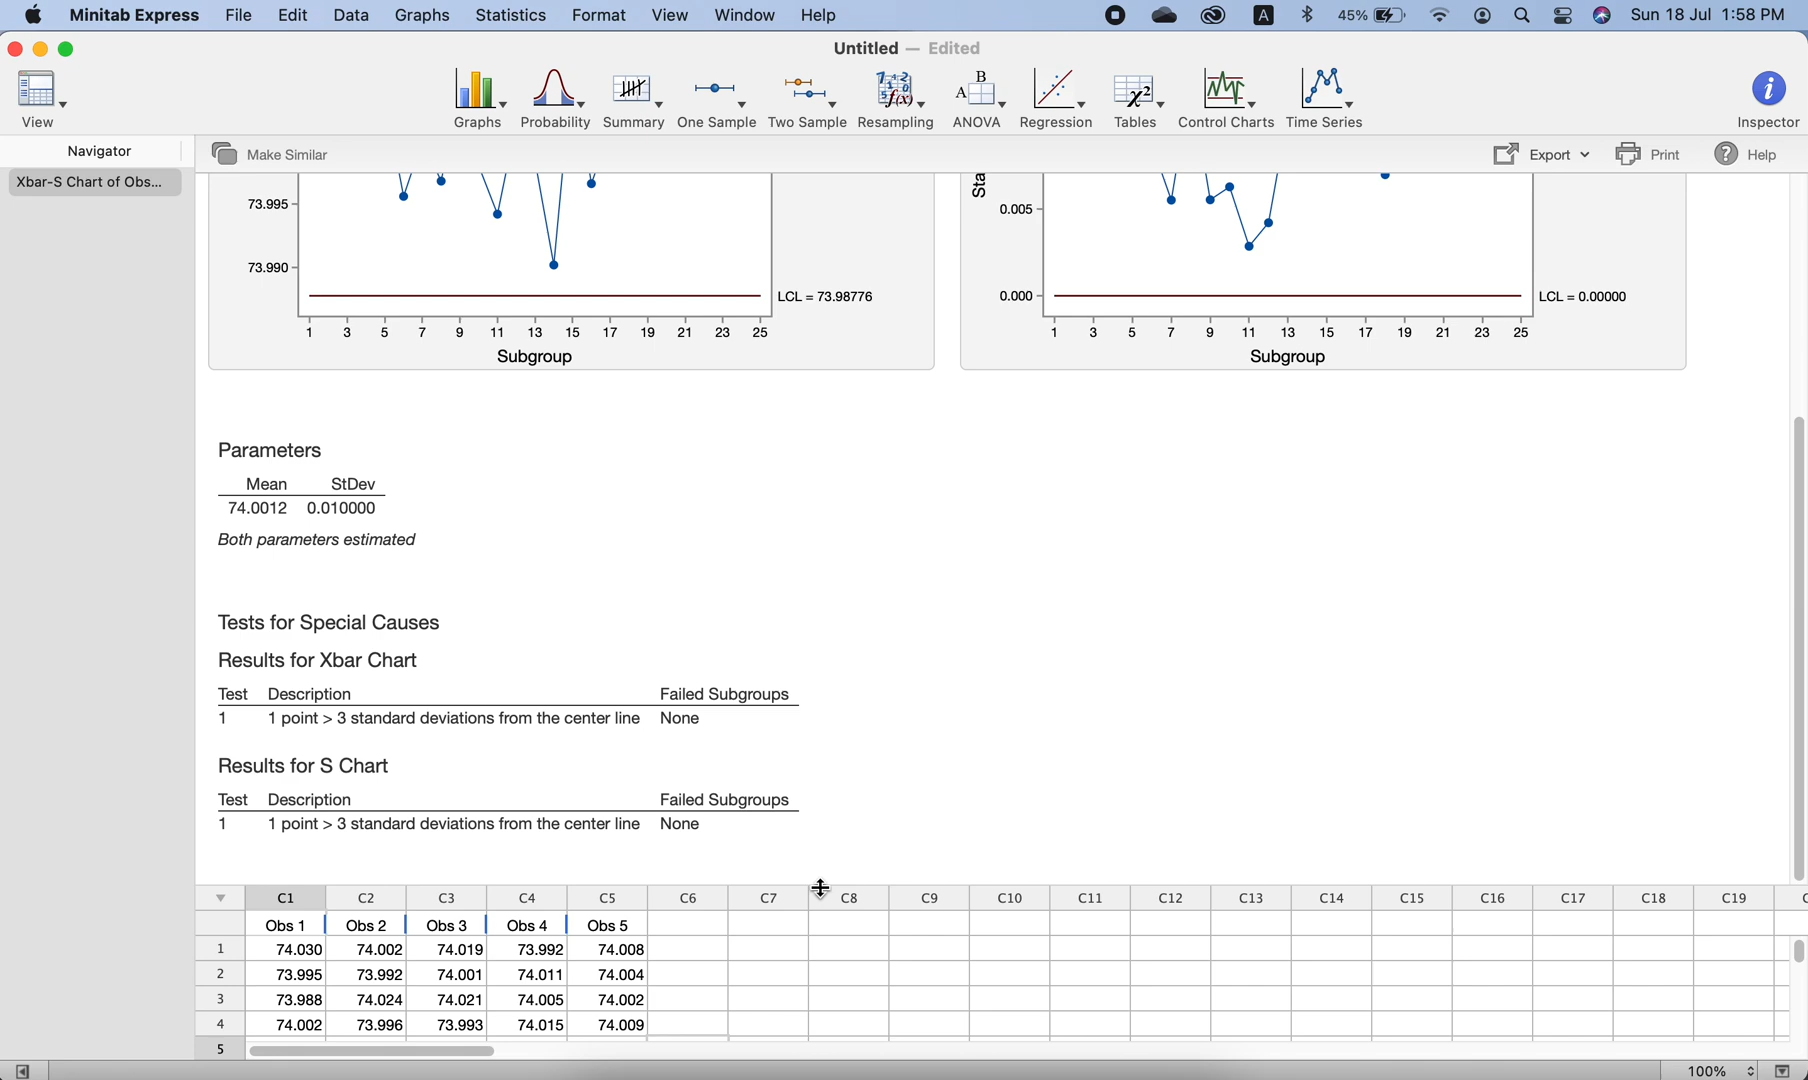 Minitab Express File Edit Data Graphs Statistics Format View Window Help A 45% Sun 18 Jul 1:58 PM
Untitled — Edited
View Graphs Probability Summary One Sample Two Sample Resampling ANOVA Regression Tables Control Charts Time Series Inspector
Navigator Make Similar Export Print Help
Xbar-S Chart of Obs...
73.995
73.990
LCL = 73.98776
1 3 5 7 9 11 13 15 17 19 21 23 25
Subgroup
Sta
0.005
0.000
LCL = 0.00000
1 3 5 7 9 11 13 15 17 19 21 23 25
Subgroup
Parameters
Mean StDev
74.0012 0.010000
Both parameters estimated
Tests for Special Causes
Results for Xbar Chart
Test Description Failed Subgroups
1 1 point > 3 standard deviations from the center line None
Results for S Chart
Test Description Failed Subgroups
1 1 point > 3 standard deviations from the center line None
C1 C2 C3 C4 C5 C6 C7 C8 C9 C10 C11 C12 C13 C14 C15 C16 C17 C18 C19
Obs 1 Obs 2 Obs 3 Obs 4 Obs 5
1 74.030 74.002 74.019 73.992 74.008
2 73.995 73.992 74.001 74.011 74.004
3 73.988 74.024 74.021 74.005 74.002
4 74.002 73.996 73.993 74.015 74.009
5
100%